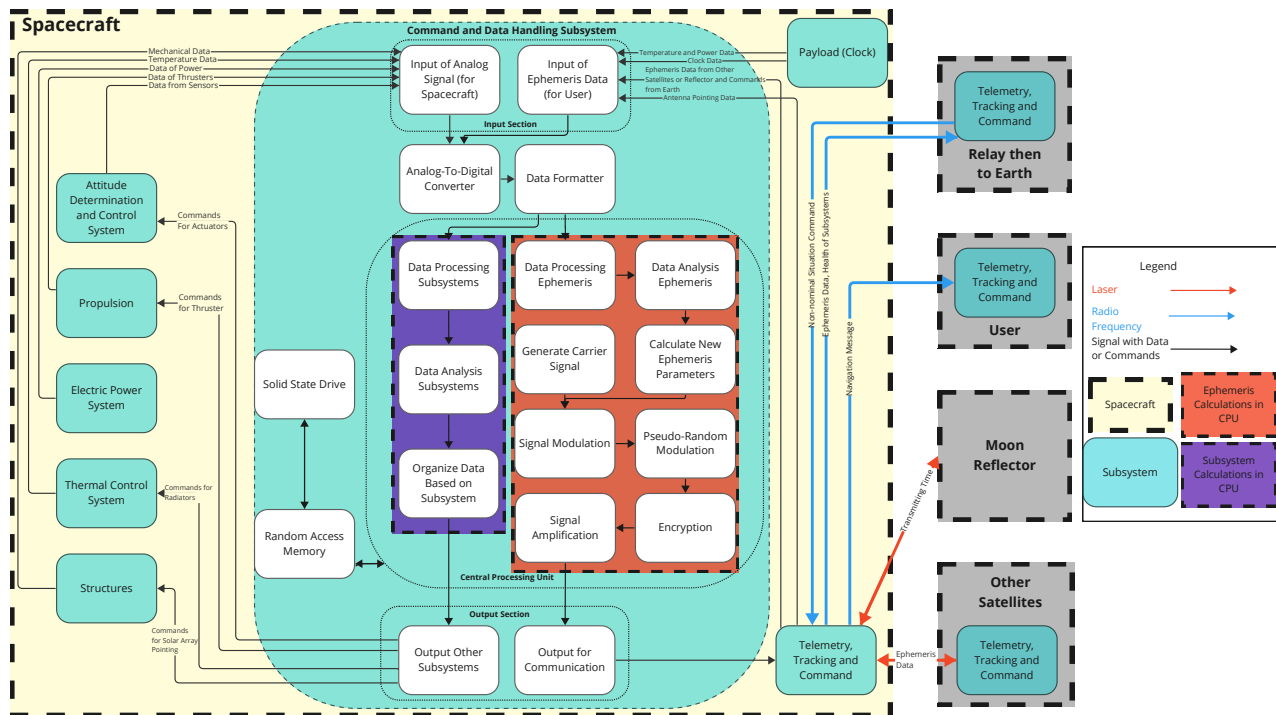 Spacecraft
Command and Data Handling Subsystem
Mechanical Data
Temperature Data
Data of Power
Data of Thrusters
Data from Sensors
Input of Analog
Signal (for
Spacecraft)
Input of
Ephemeris Data
(for User)
Input Section
Temperature and Power Data
Clock Data
Ephemeris Data from Other
Satellites or Reflector and Commands
from Earth
Antenna Pointing Data
Payload (Clock)
Analog-To-Digital
Converter
Data Formatter
Attitude
Determination
and Control
System
Commands
For Actuators
Propulsion
Commands
for Thruster
Electric Power
System
Thermal Control
System
Commands for
Radiators
Structures
Commands
for Solar Array
Pointing
Solid State Drive
Random Access
Memory
Data Processing
Subsystems
Data Analysis
Subsystems
Organize Data
Based on
Subsystem
Data Processing
Ephemeris
Data Analysis
Ephemeris
Generate Carrier
Signal
Calculate New
Ephemeris
Parameters
Signal Modulation
Pseudo-Random
Modulation
Signal
Amplification
Encryption
Central Processing Unit
Output Section
Output Other
Subsystems
Output for
Communication
Telemetry,
Tracking and
Command
Non-nominal Situation Command
Ephemeris Data, Health of Subsystems
Navigation Message
Transmitting Time
Ephemeris
Data
Telemetry,
Tracking and
Command
Relay then
to Earth
Telemetry,
Tracking and
Command
User
Moon
Reflector
Other
Satellites
Telemetry,
Tracking and
Command
Legend
Laser
Radio
Frequency
Signal with Data
or Commands
Spacecraft
Ephemeris
Calculations in
CPU
Subsystem
Subsystem
Calculations in
CPU